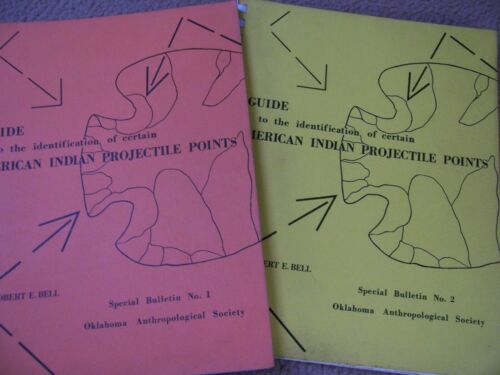 UIDE
to the identification of certain
ERICAN INDIAN PROJECTILE POINTS
OBERT E. BELL
Special Bulletin No. 1
Oklahoma Anthropological Society
GUIDE
to the identification of certain
MERICAN INDIAN PROJECTILE POINTS
BERT E. BELL
Special Bulletin No. 2
Oklahoma Anthropological Society